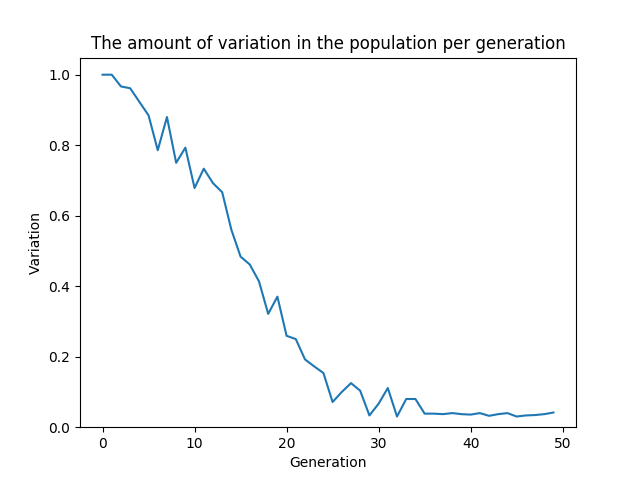 The amount of variation in the population per generation
1.0
0.8
0.6
0.4
0.2
0.0
Variation
0 10 20 30 40 50
Generation